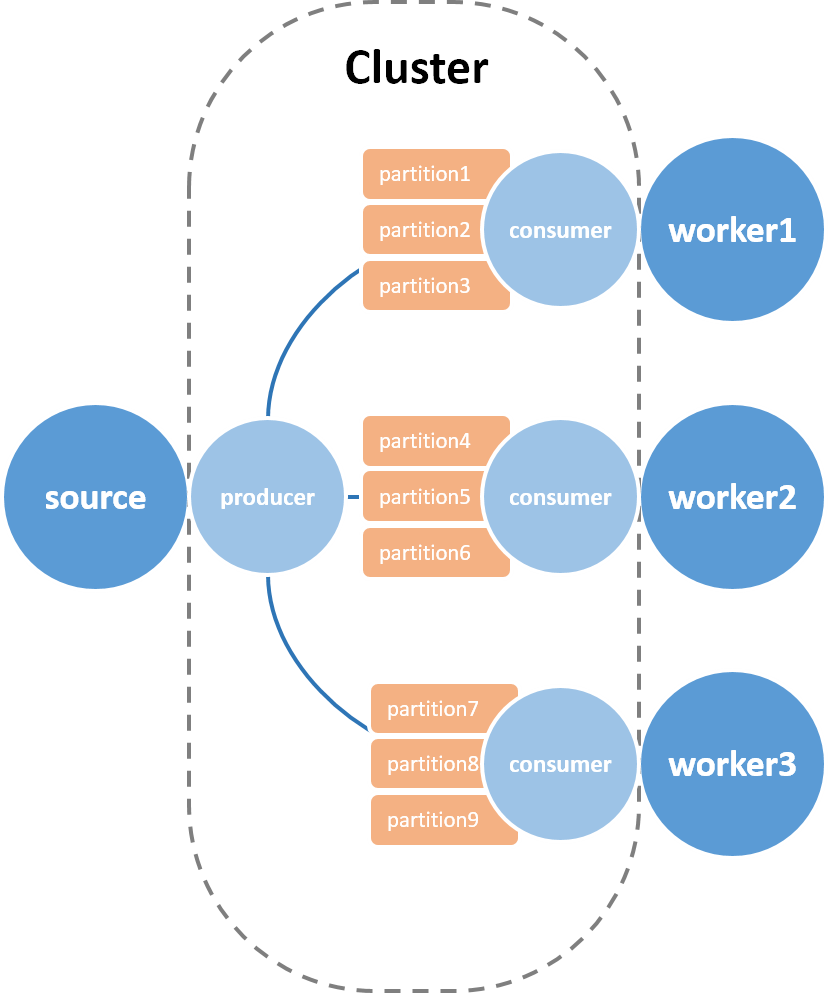 Cluster
partition1
partition2
partition3
consumer
worker1
source
producer
partition4
partition5
partition6
consumer
worker2
partition7
partition8
partition9
consumer
worker3